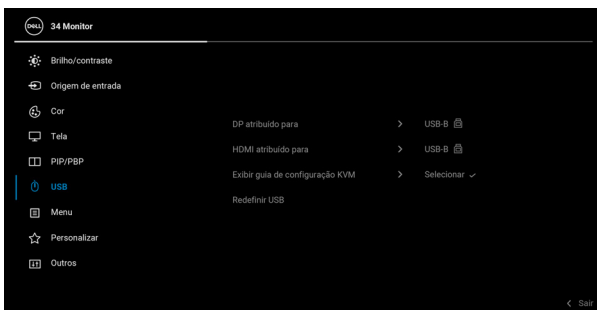 DELL 34 Monitor
Brilho/contraste
Origem de entrada
Cor
DP atribuído para USB-B
Tela
HDMI atribuído para USB-B
PIP/PBP
Exibir guia de configuração KVM Selecionar
USB
Redefinir USB
Menu
Personalizar
Outros
Sair